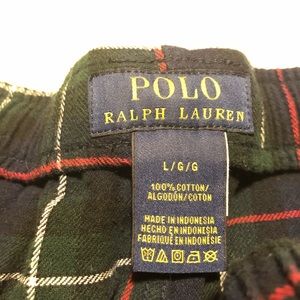 POLO
RALPH LAUREN
L/G/G
100% COTTON/
ALGODÓN/COTON
MADE IN INDONESIA
HECHO EN INDONESIA
FABRIQUÉ EN INDONÉSIE